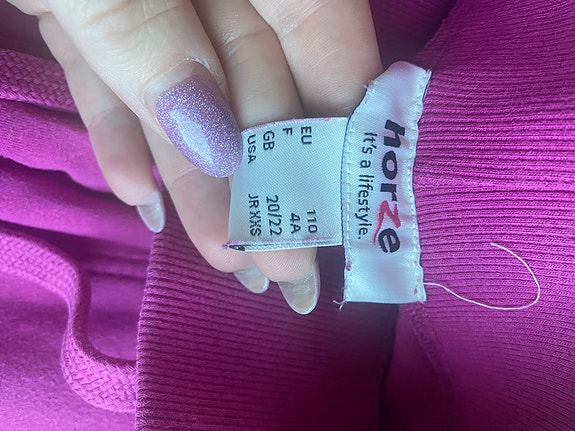 horze
It's a lifestyle.
EU 110
F 4A
GB 20/22
USA JR XXS